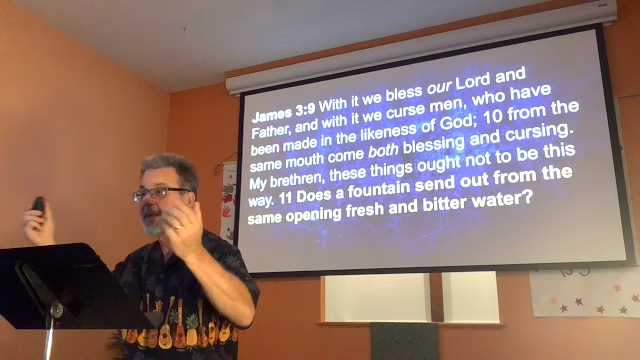 James 3:9 With it we bless our Lord and
Father, and with it we curse men, who have
been made in the likeness of God; 10 from the
same mouth come both blessing and cursing.
My brethren, these things ought not to be this
way. 11 Does a fountain send out from the
same opening fresh and bitter water?